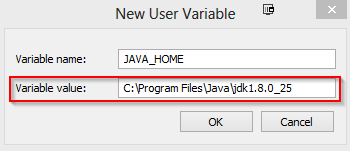 New User Variable
Variable name: JAVA_HOME
Variable value: C:\Program Files\Java\jdk1.8.0_25
OK Cancel